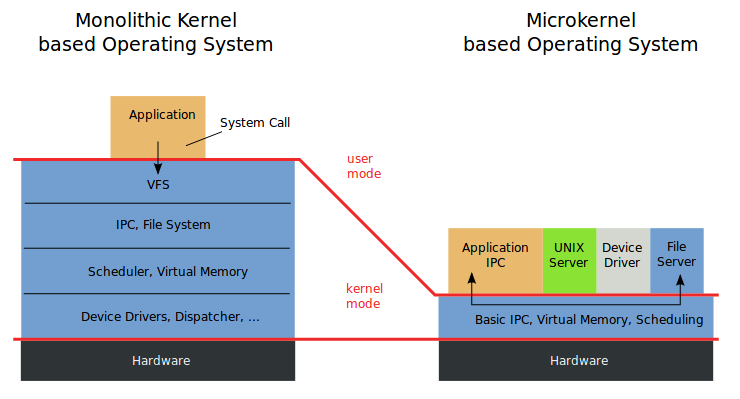 Monolithic Kernel
based Operating System
Microkernel
based Operating System
Application
System Call
VFS
IPC, File System
Scheduler, Virtual Memory
Device Drivers, Dispatcher, ...
Hardware
user
mode
kernel
mode
Application
IPC
UNIX
Server
Device
Driver
File
Server
Basic IPC, Virtual Memory, Scheduling
Hardware